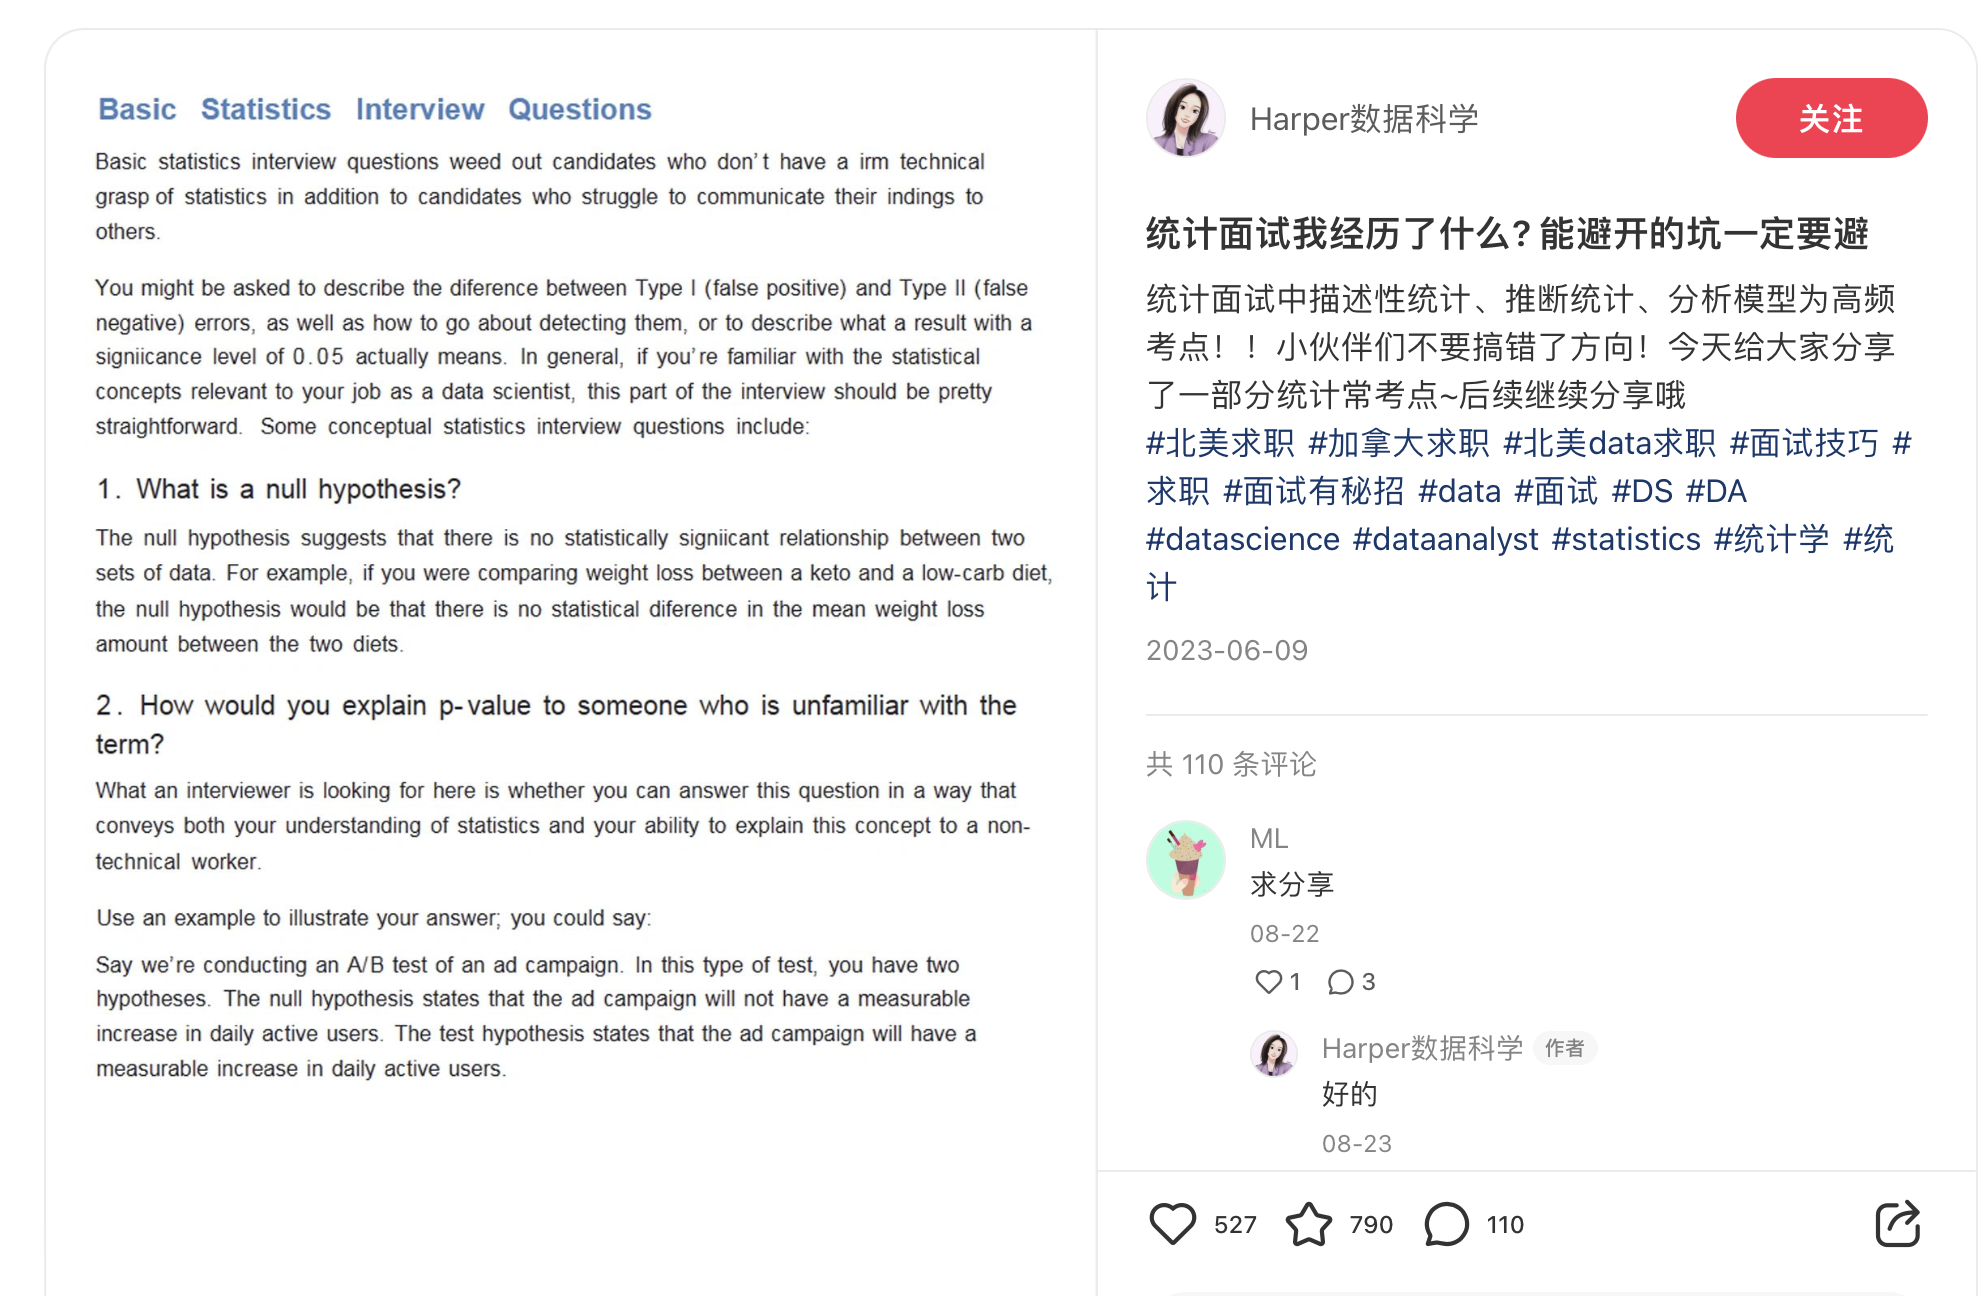 Basic Statistics Interview Questions
Basic statistics interview questions weed out candidates who don't have a irm technical
grasp of statistics in addition to candidates who struggle to communicate their indings to
others.
You might be asked to describe the diference between Type I (false positive) and Type II (false
negative) errors, as well as how to go about detecting them, or to describe what a result with a
signiicance level of 0.05 actually means. In general, if you're familiar with the statistical
concepts relevant to your job as a data scientist, this part of the interview should be pretty
straightforward. Some conceptual statistics interview questions include:
1. What is a null hypothesis?
The null hypothesis suggests that there is no statistically signiicant relationship between two
sets of data. For example, if you were comparing weight loss between a keto and a low-carb diet,
the null hypothesis would be that there is no statistical diference in the mean weight loss
amount between the two diets.
2. How would you explain p-value to someone who is unfamiliar with the
term?
What an interviewer is looking for here is whether you can answer this question in a way that
conveys both your understanding of statistics and your ability to explain this concept to a non-
technical worker.
Use an example to illustrate your answer; you could say:
Say we're conducting an A/B test of an ad campaign. In this type of test, you have two
hypotheses. The null hypothesis states that the ad campaign will not have a measurable
increase in daily active users. The test hypothesis states that the ad campaign will have a
measurable increase in daily active users.
Harper数据科学
关注
统计面试我经历了什么?能避开的坑一定要避
统计面试中描述性统计、推断统计、分析模型为高频
考点！！小伙伴们不要搞错了方向！今天给大家分享
了一部分统计常考点~后续继续分享哦
#北美求职 #加拿大求职 #北美data求职 #面试技巧 #
求职 #面试有秘招 #data #面试 #DS #DA
#datascience #dataanalyst #statistics #统计学 #统
计
2023-06-09
共 110 条评论
ML
求分享
08-22
1 3
Harper数据科学 作者
好的
08-23
527 790 110